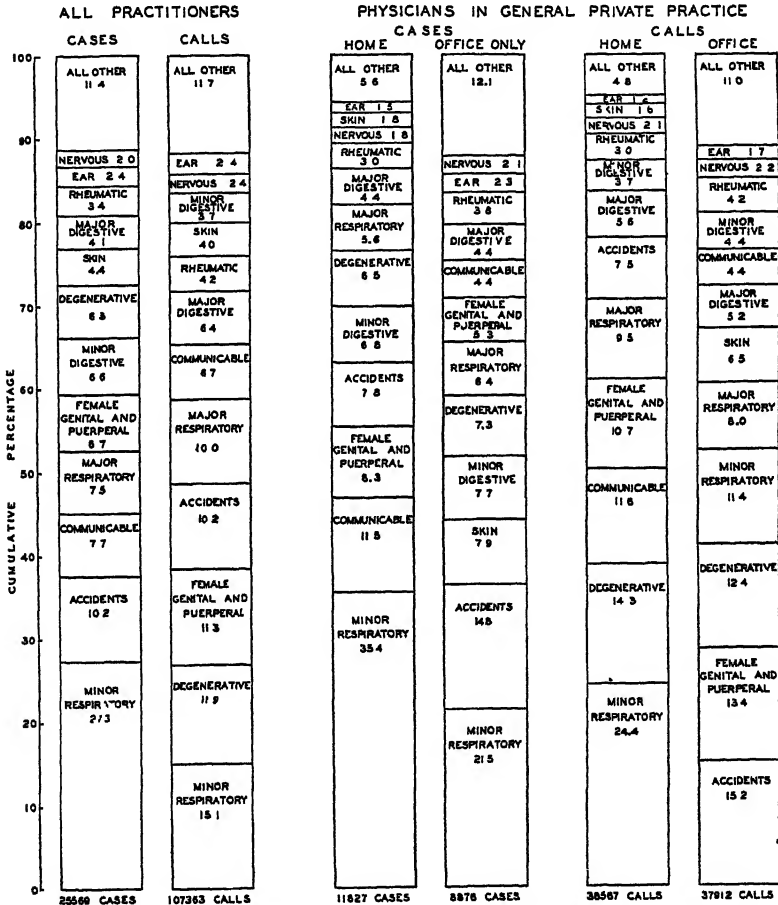 ALL PRACTITIONERS
PHYSICIANS IN GENERAL PRIVATE PRACTICE
CASES
CALLS
CASES
HOME
OFFICE ONLY
CALLS
HOME
OFFICE
CUMULATIVE PERCENTAGE
100
90
80
70
60
50
40
30
20
10
0
ALL OTHER
11 4
NERVOUS 2 0
EAR 2 4
RHEUMATIC
3 4
MAJOR
DIGESTIVE
4 1
SKIN
4.4
DEGENERATIVE
6 3
MINOR
DIGESTIVE
6 6
FEMALE
GENITAL AND
PUERPERAL
6 7
MAJOR
RESPIRATORY
7 5
COMMUNICABLE
7 7
ACCIDENTS
10 2
MINOR
RESPIRATORY
27 3
25569 CASES
ALL OTHER
11 7
EAR 2 4
NERVOUS 2 4
MINOR
DIGESTIVE
3 7
SKIN
4 0
RHEUMATIC
4 2
MAJOR
DIGESTIVE
6 4
COMMUNICABLE
6 7
MAJOR
RESPIRATORY
10 0
ACCIDENTS
10 2
FEMALE
GENITAL AND
PUERPERAL
11 3
DEGENERATIVE
11 9
MINOR
RESPIRATORY
15 1
107363 CALLS
ALL OTHER
5 6
EAR 1 5
SKIN 1 8
NERVOUS 1 8
RHEUMATIC
3 0
MAJOR
DIGESTIVE
4 4
MAJOR
RESPIRATORY
5.6
DEGENERATIVE
6 5
MINOR
DIGESTIVE
6 8
ACCIDENTS
7 8
FEMALE
GENITAL AND
PUERPERAL
8.3
COMMUNICABLE
11 5
MINOR
RESPIRATORY
35 4
11827 CASES
ALL OTHER
12.1
NERVOUS 2 1
EAR 2 3
RHEUMATIC
3 8
MAJOR
DIGESTIVE
4 4
COMMUNICABLE
4 4
FEMALE
GENITAL AND
PUERPERAL
5 3
MAJOR
RESPIRATORY
6 4
DEGENERATIVE
7,3
MINOR
DIGESTIVE
7 7
SKIN
7 9
ACCIDENTS
14 8
MINOR
RESPIRATORY
21 5
8876 CASES
ALL OTHER
4 8
EAR
SKIN 1 6
NERVOUS 2 1
RHEUMATIC
3 0
MINOR
DIGESTIVE
3 7
MAJOR
DIGESTIVE
5 6
ACCIDENTS
7 5
MAJOR
RESPIRATORY
9 5
FEMALE
GENITAL AND
PUERPERAL
10 7
COMMUNICABLE
11 6
DEGENERATIVE
14 3
MINOR
RESPIRATORY
24.4
38567 CALLS
ALL OTHER
11 0
EAR 1 7
NERVOUS 2 2
RHEUMATIC
4 2
MINOR
DIGESTIVE
4 4
COMMUNICABLE
4 4
MAJOR
DIGESTIVE
5 2
SKIN
6 5
MAJOR
RESPIRATORY
8.0
MINOR
RESPIRATORY
11 4
DEGENERATIVE
12 4
FEMALE
GENITAL AND
PUERPERAL
13 4
ACCIDENTS
15 2
37912 CALLS